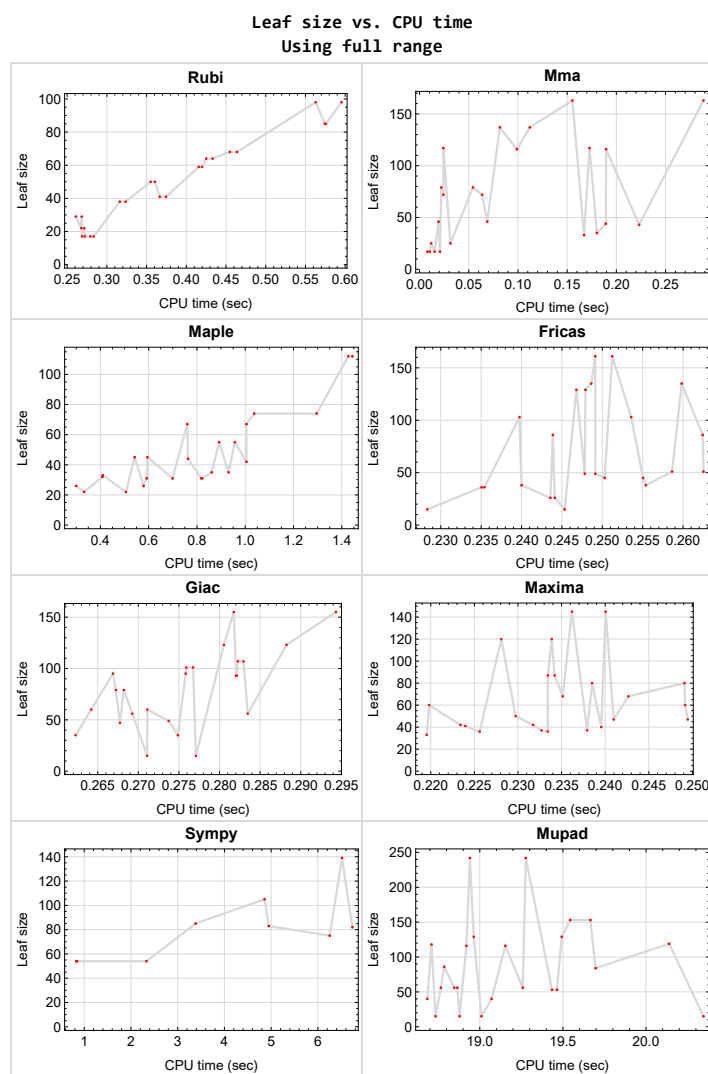 Leaf size vs. CPU time
Using full range
Rubi
Leaf size
100
80
60
40
20
0
0.25 0.30 0.35 0.40 0.45 0.50 0.55 0.60
CPU time (sec)
Mma
Leaf size
150
100
50
0
0.00 0.05 0.10 0.15 0.20 0.25
CPU time (sec)
Maple
Leaf size
100
80
60
40
20
0
0.4 0.6 0.8 1.0 1.2 1.4
CPU time (sec)
Fricas
Leaf size
150
100
50
0
0.230 0.235 0.240 0.245 0.250 0.255 0.260
CPU time (sec)
Giac
Leaf size
150
100
50
0
0.265 0.270 0.275 0.280 0.285 0.290 0.295
CPU time (sec)
Maxima
Leaf size
140
120
100
80
60
40
20
0
0.220 0.225 0.230 0.235 0.240 0.245 0.250
CPU time (sec)
Sympy
Leaf size
140
120
100
80
60
40
20
0
1 2 3 4 5 6
CPU time (sec)
Mupad
Leaf size
250
200
150
100
50
0
19.0 19.5 20.0
CPU time (sec)